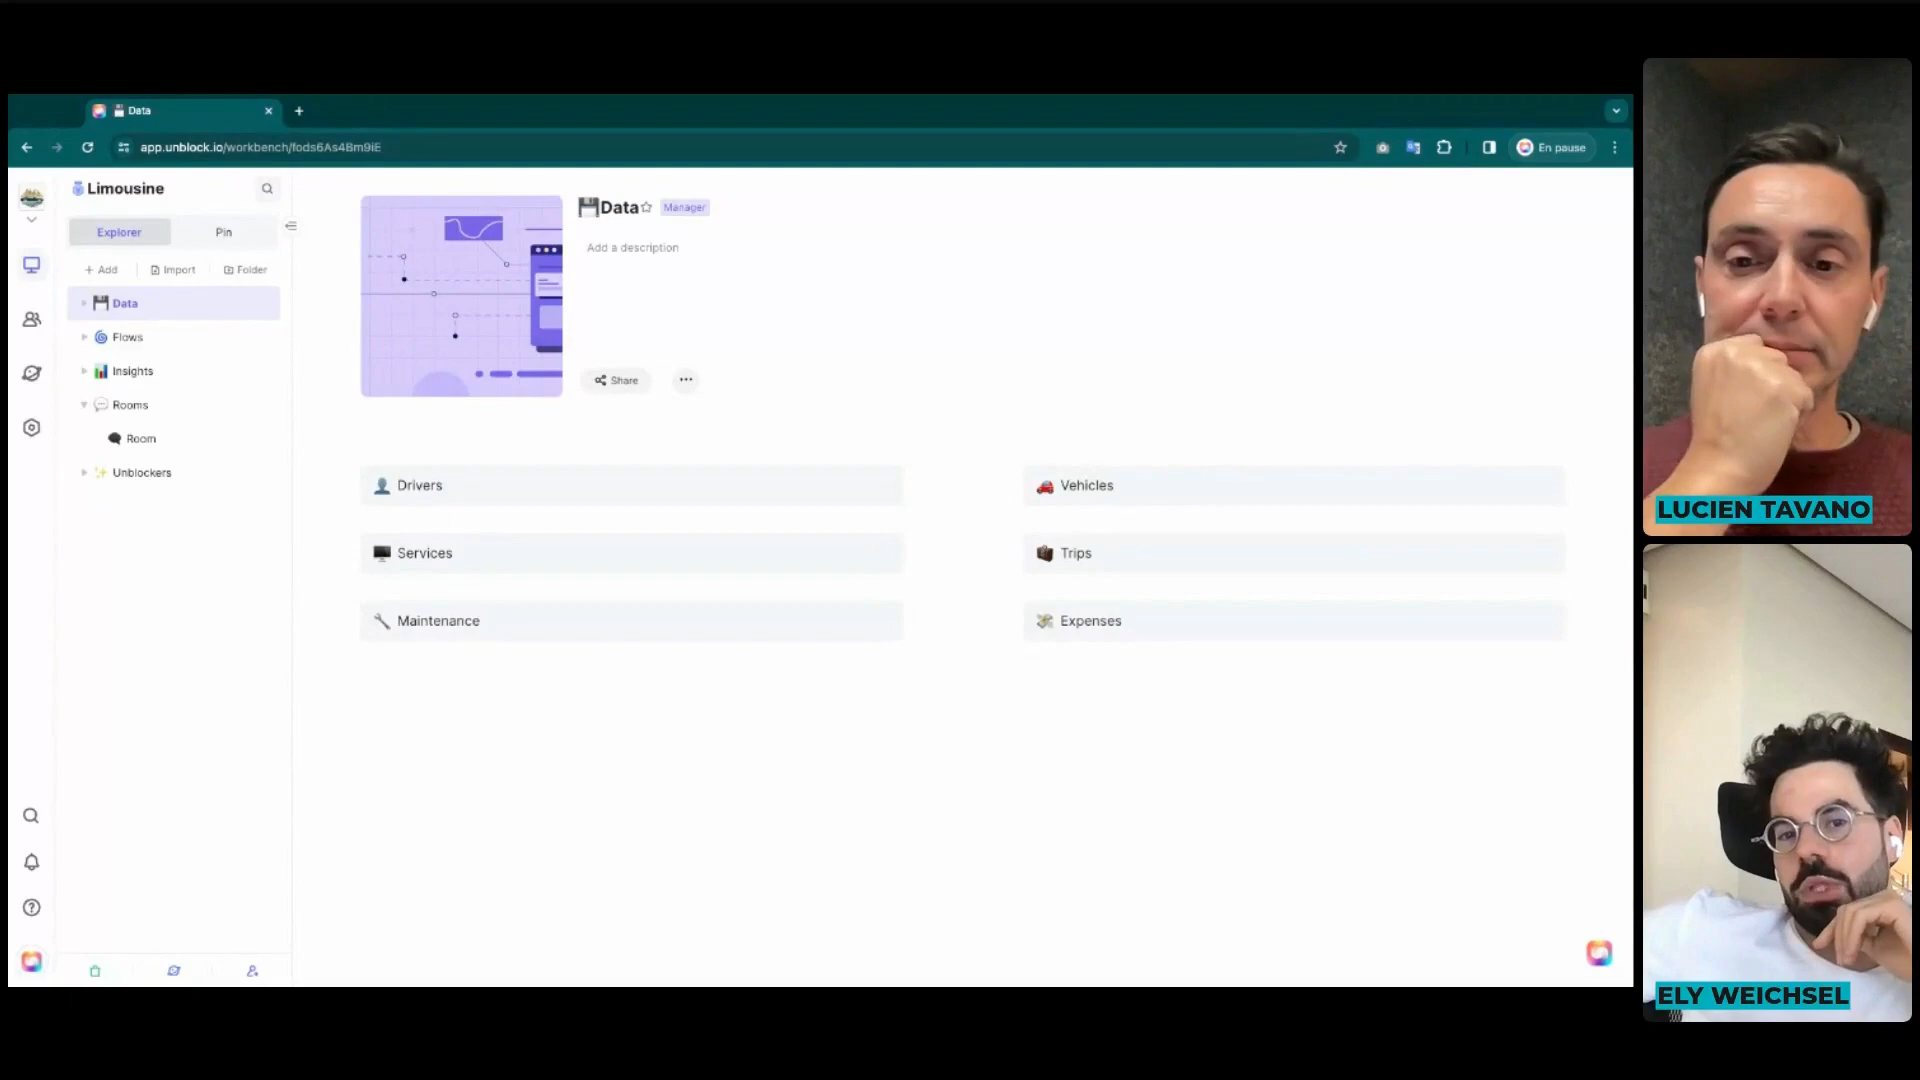 Data
app.unblock.io/workbench/fods6As4Bm9iE
En pause
Limousine
Explorer
Pin
Add
Import
Folder
Data
Flows
Insights
Rooms
Room
Unblockers
Data
Manager
Add a description
Share
Drivers
Vehicles
Services
Trips
Maintenance
Expenses
LUCIEN TAVANO
ELY WEICHSEL